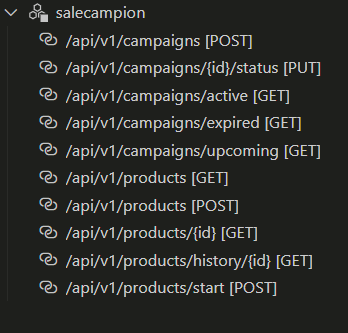 salecampion
/api/v1/campaigns [POST]
/api/v1/campaigns/{id}/status [PUT]
/api/v1/campaigns/active [GET]
/api/v1/campaigns/expired [GET]
/api/v1/campaigns/upcoming [GET]
/api/v1/products [GET]
/api/v1/products [POST]
/api/v1/products/{id} [GET]
/api/v1/products/history/{id} [GET]
/api/v1/products/start [POST]